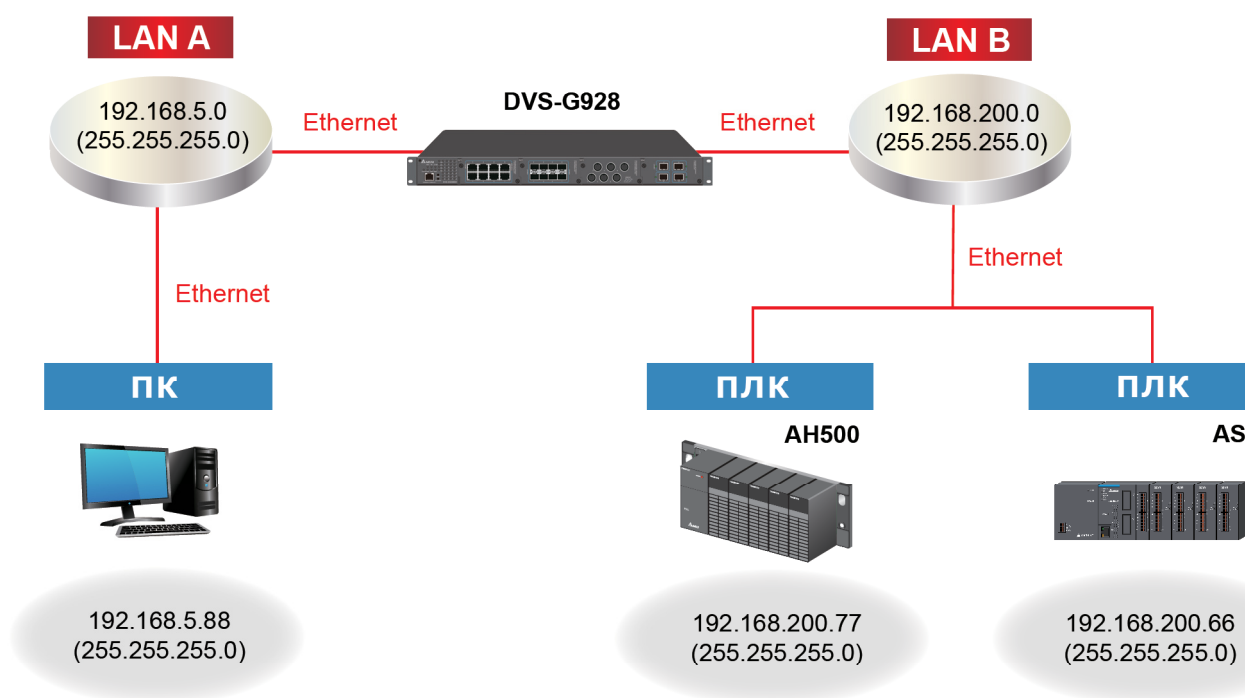 LAN A
LAN B
192.168.5.0
(255.255.255.0)
Ethernet
DVS-G928
Ethernet
192.168.200.0
(255.255.255.0)
Ethernet
Ethernet
ПК
ПЛК
ПЛК
AH500
AS
192.168.5.88
(255.255.255.0)
192.168.200.77
(255.255.255.0)
192.168.200.66
(255.255.255.0)